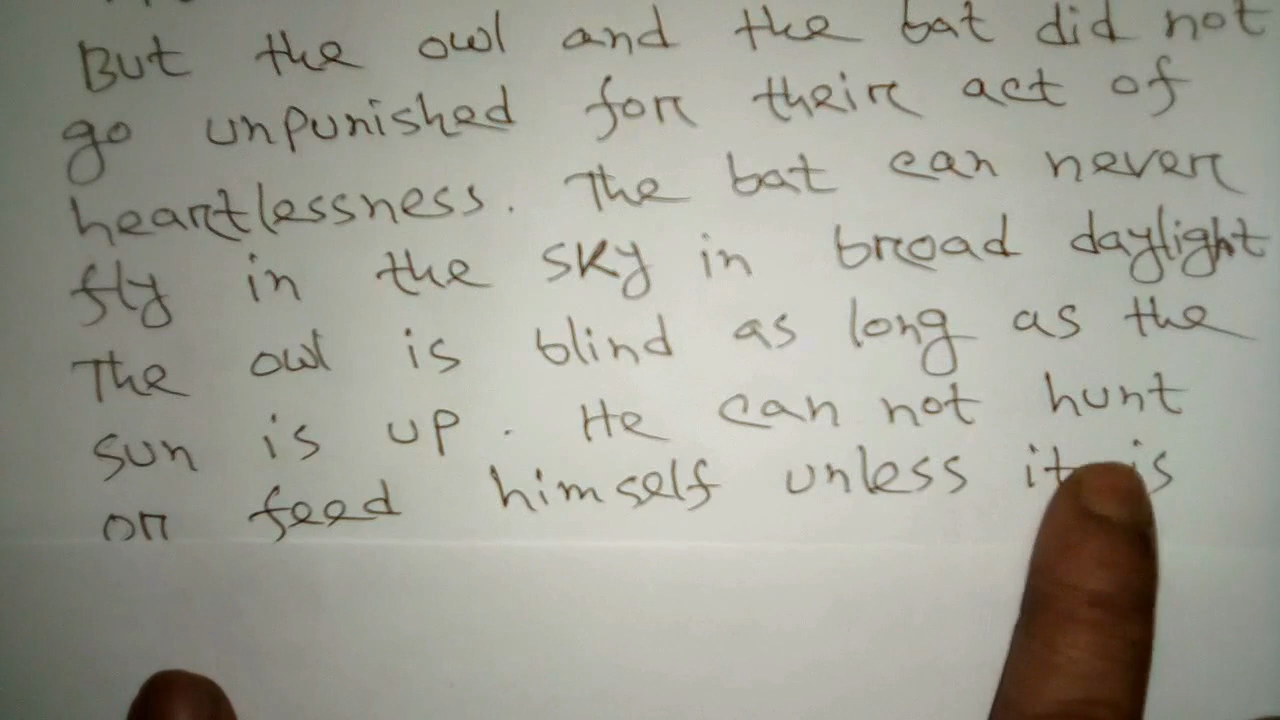 But the owl and the bat did not
go unpunished for their act of
heartlessness. The bat can never
fly in the sky in broad daylight
The owl is blind as long as the
sun is up. He can not hunt
or feed himself unless it is